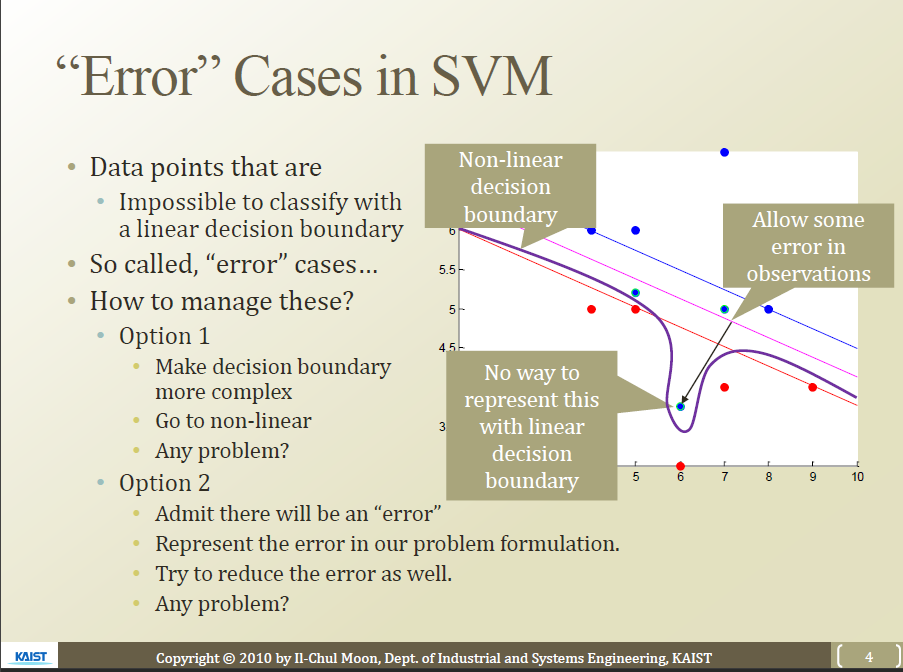 “Error” Cases in SVM
• Data points that are
• Impossible to classify with
a linear decision boundary
• So called, “error” cases…
• How to manage these?
• Option 1
• Make decision boundary
more complex
• Go to non-linear
• Any problem?
• Option 2
• Admit there will be an “error”
• Represent the error in our problem formulation.
• Try to reduce the error as well.
• Any problem?
Non-linear
decision
boundary
Allow some
error in
observations
No way to
represent this
with linear
decision
boundary
6
5.5
5
4.5
3
5 6 7 8 9 10
KAIST
Copyright © 2010 by Il-Chul Moon, Dept. of Industrial and Systems Engineering, KAIST
4